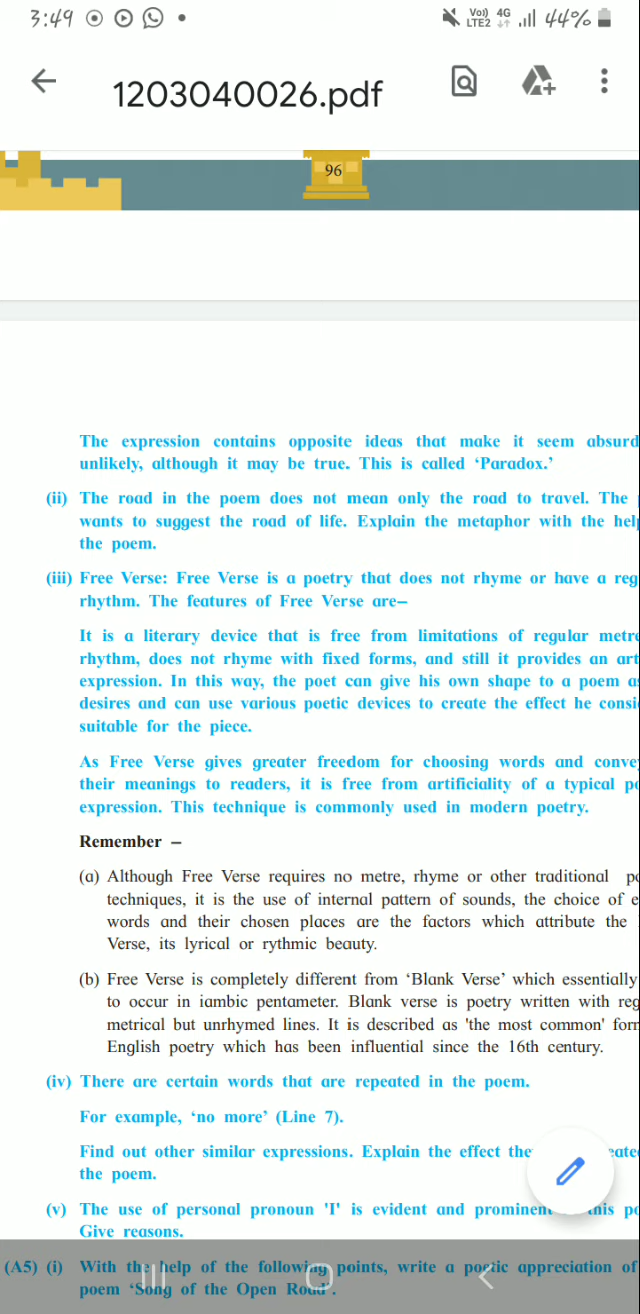 3:49
Vo)) 4G
LTE2
44%
1203040026.pdf
96
The expression contains opposite ideas that make it seem absurd
unlikely, although it may be true. This is called ‘Paradox.’
(ii) The road in the poem does not mean only the road to travel. The
wants to suggest the road of life. Explain the metaphor with the
the poem.
(iii) Free Verse: Free Verse is a poetry that does not rhyme or have a
rhythm. The features of Free Verse are–
It is a literary device that is free from limitations of regular
rhythm, does not rhyme with fixed forms, and still it provides an
expression. In this way, the poet can give his own shape to a poem
desires and can use various poetic devices to create the effect he
suitable for the piece.
As Free Verse gives greater freedom for choosing words and
their meanings to readers, it is free from artificiality of a typical
expression. This technique is commonly used in modern poetry.
Remember –
(a) Although Free Verse requires no metre, rhyme or other traditional
techniques, it is the use of internal pattern of sounds, the choice of
words and their chosen places are the factors which attribute the
Verse, its lyrical or rythmic beauty.
(b) Free Verse is completely different from ‘Blank Verse’ which essentially
to occur in iambic pentameter. Blank verse is poetry written with
metrical but unrhymed lines. It is described as 'the most common'
English poetry which has been influential since the 16th century.
(iv) There are certain words that are repeated in the poem.
For example, ‘no more’ (Line 7).
Find out other similar expressions. Explain the effect
the poem.
(v) The use of personal pronoun 'I' is evident and prominent
Give reasons.
(A5) (i) With the help of the following points, write a poetic appreciation of
poem ‘Song of the Open Road’.